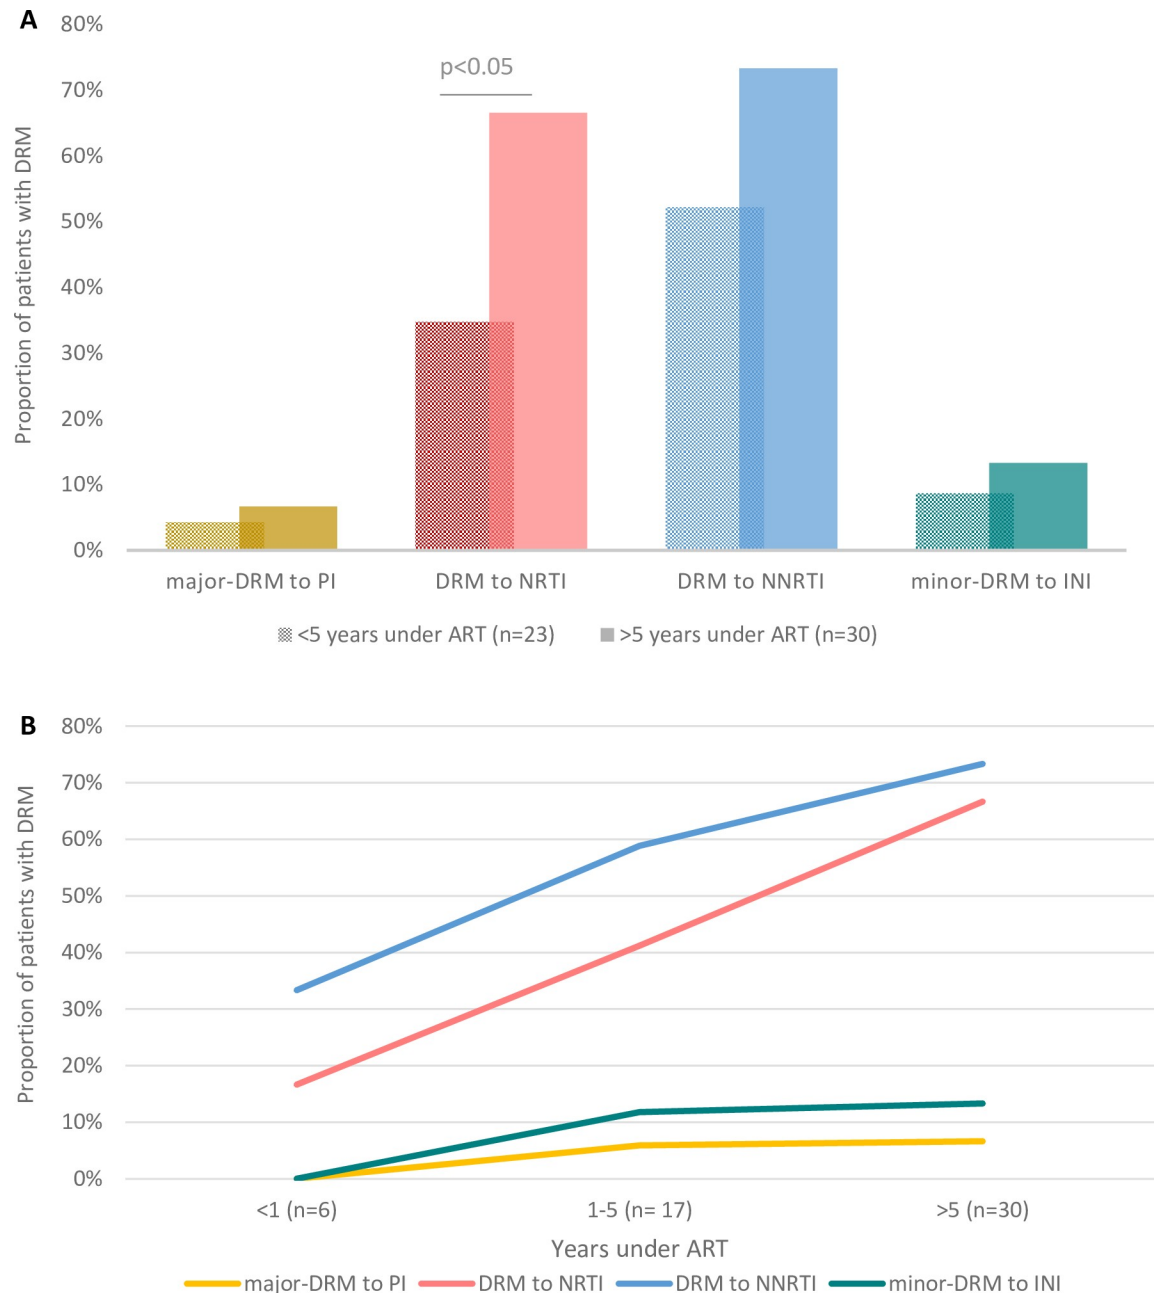 A
80%
70%
60%
50%
40%
30%
20%
10%
0%
Proportion of patients with DRM
p<0.05
major-DRM to PI
DRM to NRTI
DRM to NNRTI
minor-DRM to INI
<5 years under ART (n=23)
>5 years under ART (n=30)
B
80%
70%
60%
50%
40%
30%
20%
10%
0%
Proportion of patients with DRM
<1 (n=6)
1-5 (n= 17)
>5 (n=30)
Years under ART
major-DRM to PI
DRM to NRTI
DRM to NNRTI
minor-DRM to INI